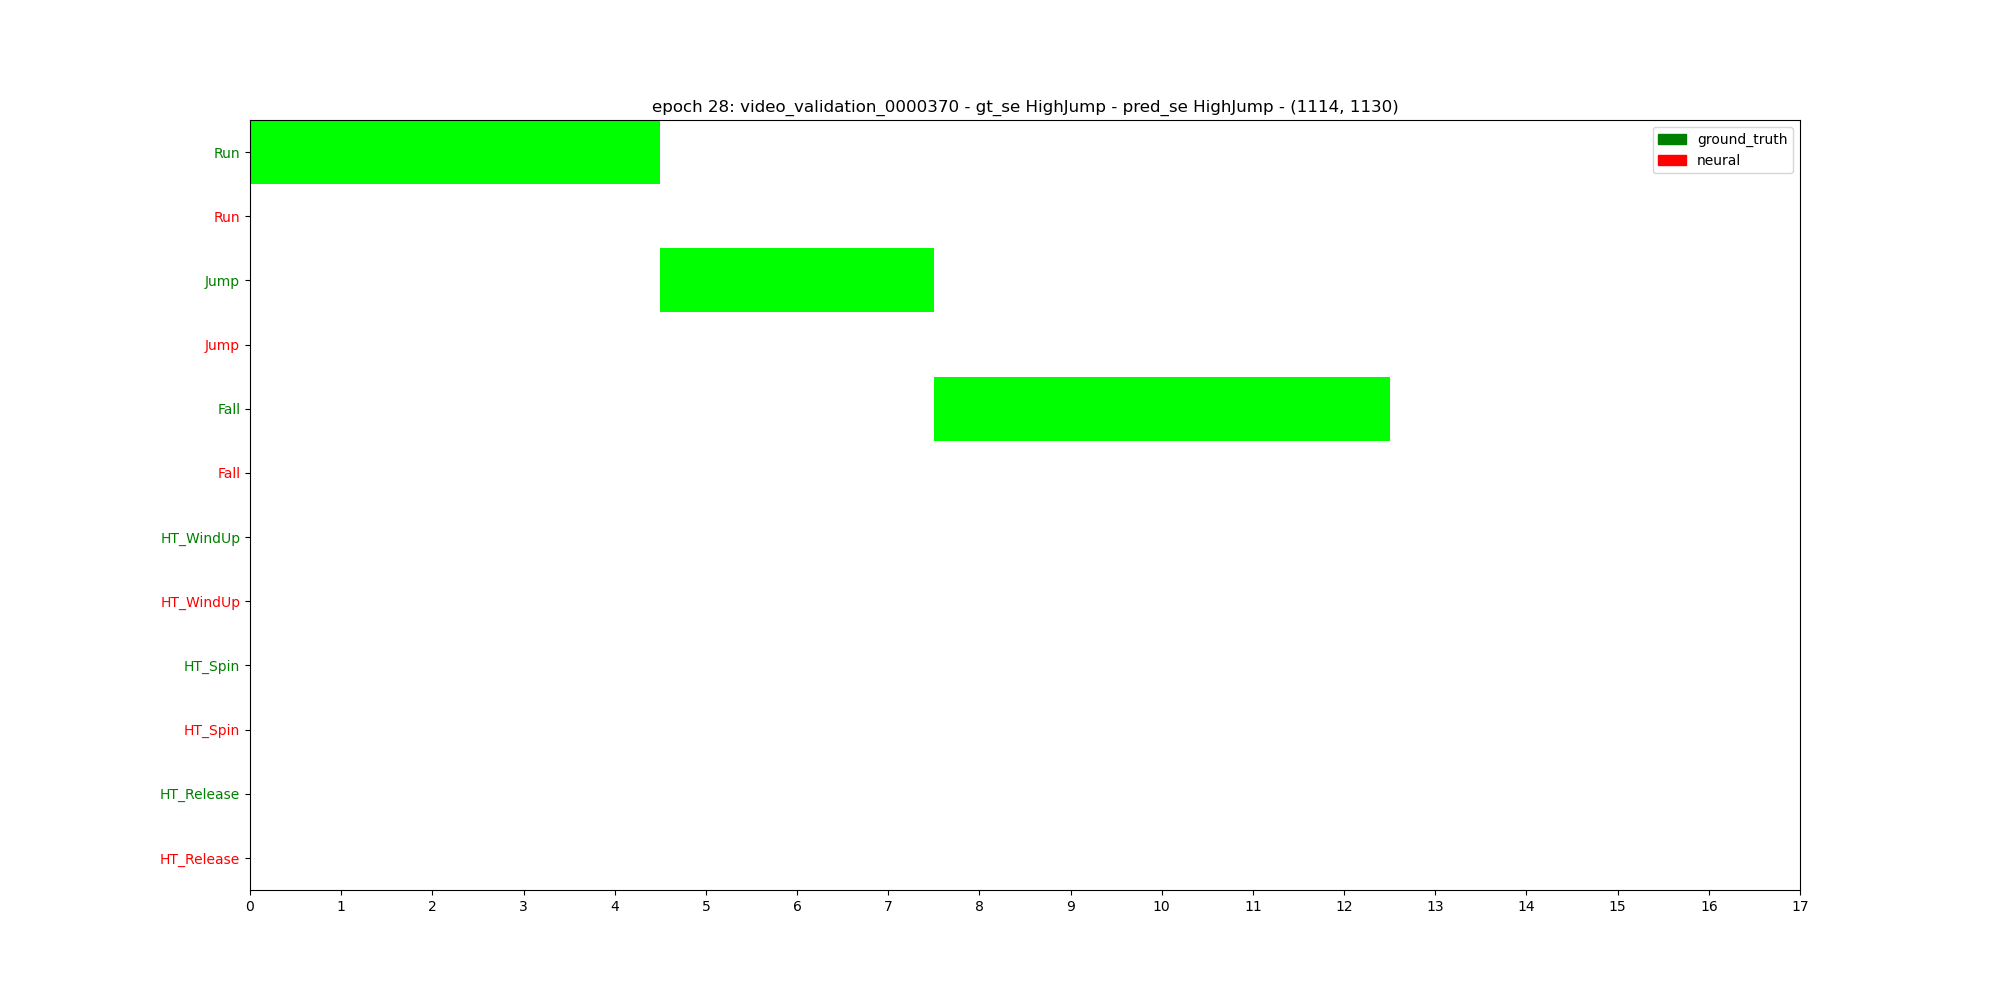 epoch 28: video_validation_0000370 - gt_se HighJump - pred_se HighJump - (1114, 1130)
ground_truth
neural
Run
Run
Jump
Jump
Fall
Fall
HT_WindUp
HT_WindUp
HT_Spin
HT_Spin
HT_Release
HT_Release
0 1 2 3 4 5 6 7 8 9 10 11 12 13 14 15 16 17